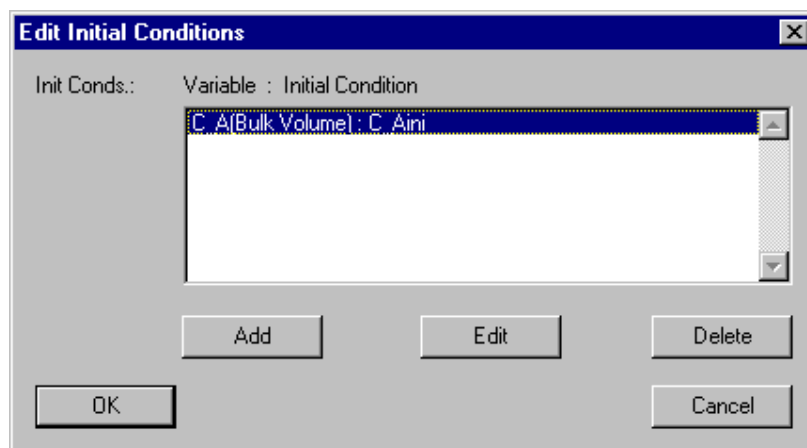 Edit Initial Conditions
Init Conds.: Variable : Initial Condition
C_A(Bulk Volume) : C_Aini
Add Edit Delete
OK Cancel